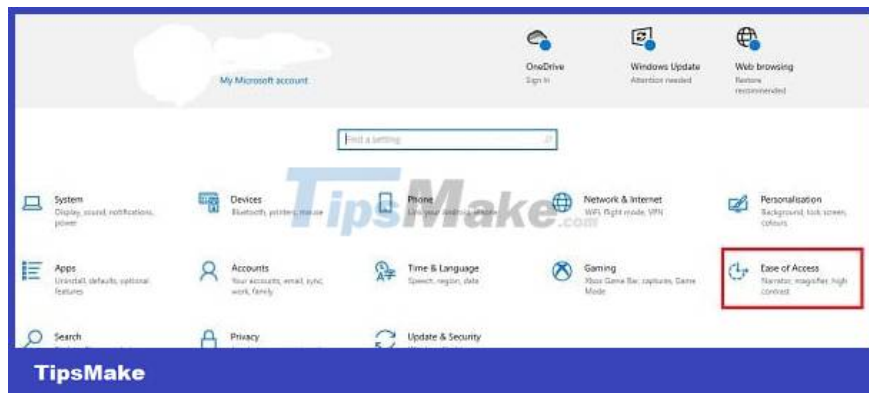 OneDrive
Sign in
Windows Update
Attention needed
Web browsing
Restore
recommended
My Microsoft account
Find a setting
System
Display, sound, notifications,
power
Devices
Bluetooth, printers, mouse
Phone
Link your Android, iPhone
Network & Internet
WiFi, flight mode, VPN
Personalisation
Background, lock screen,
colours
TipsMake.com
Apps
Uninstall, defaults, optional
features
Accounts
Your accounts, email, sync,
work, family
Time & Language
Speech, region, date
Gaming
Xbox Game Bar, captures, Game
Mode
Ease of Access
Narrator, magnifier, high
contrast
Search
Privacy
Update & Security
TipsMake